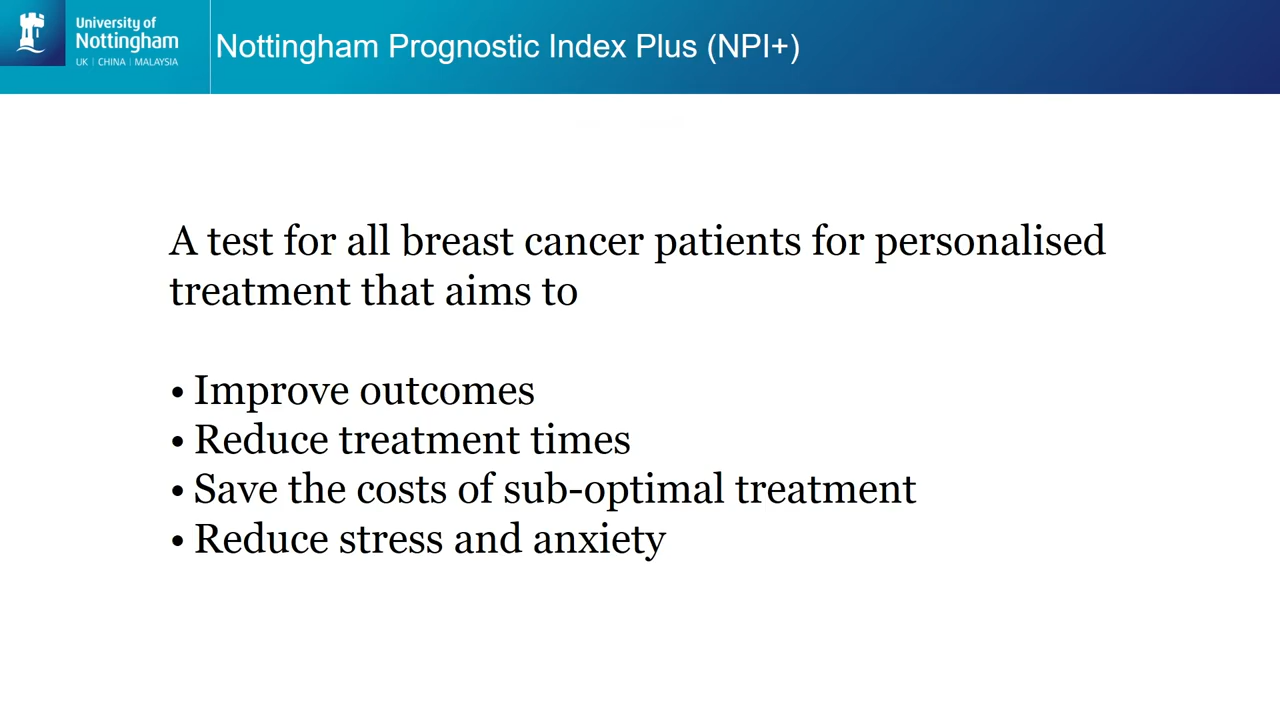 University of
Nottingham
UK | CHINA | MALAYSIA
Nottingham Prognostic Index Plus (NPI+)
A test for all breast cancer patients for personalised
treatment that aims to
• Improve outcomes
• Reduce treatment times
• Save the costs of sub-optimal treatment
• Reduce stress and anxiety